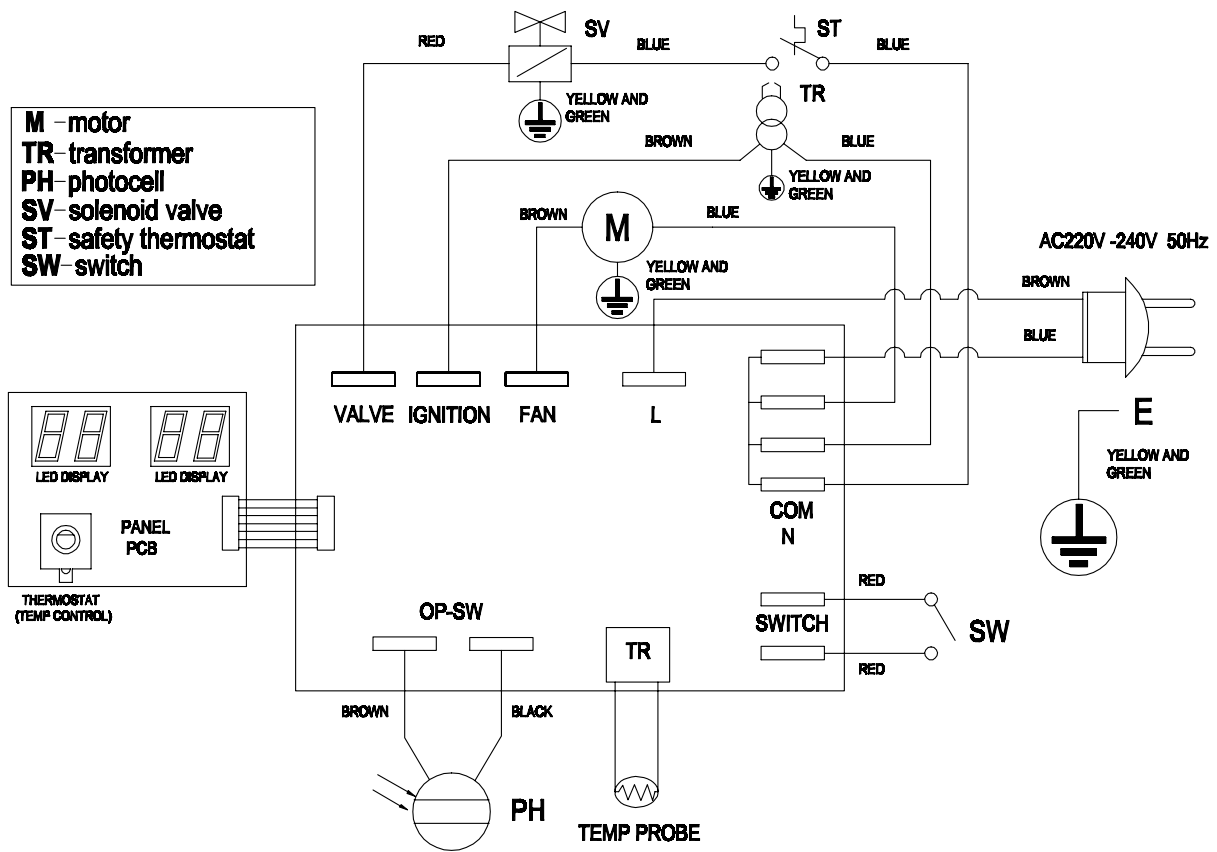 RED
SV
BLUE
ST
BLUE
YELLOW AND
GREEN
TR
BROWN
BLUE
YELLOW AND
GREEN
M - motor
TR - transformer
PH - photocell
SV - solenoid valve
ST - safety thermostat
SW - switch
BROWN
M
BLUE
YELLOW AND
GREEN
AC220V -240V 50Hz
BROWN
BLUE
VALVE
IGNITION
FAN
L
E
YELLOW AND
GREEN
COM
N
88
88
LED DISPLAY
LED DISPLAY
PANEL
PCB
THERMOSTAT
(TEMP CONTROL)
OP-SW
TR
RED
SWITCH
SW
RED
BROWN
BLACK
PH
TEMP PROBE